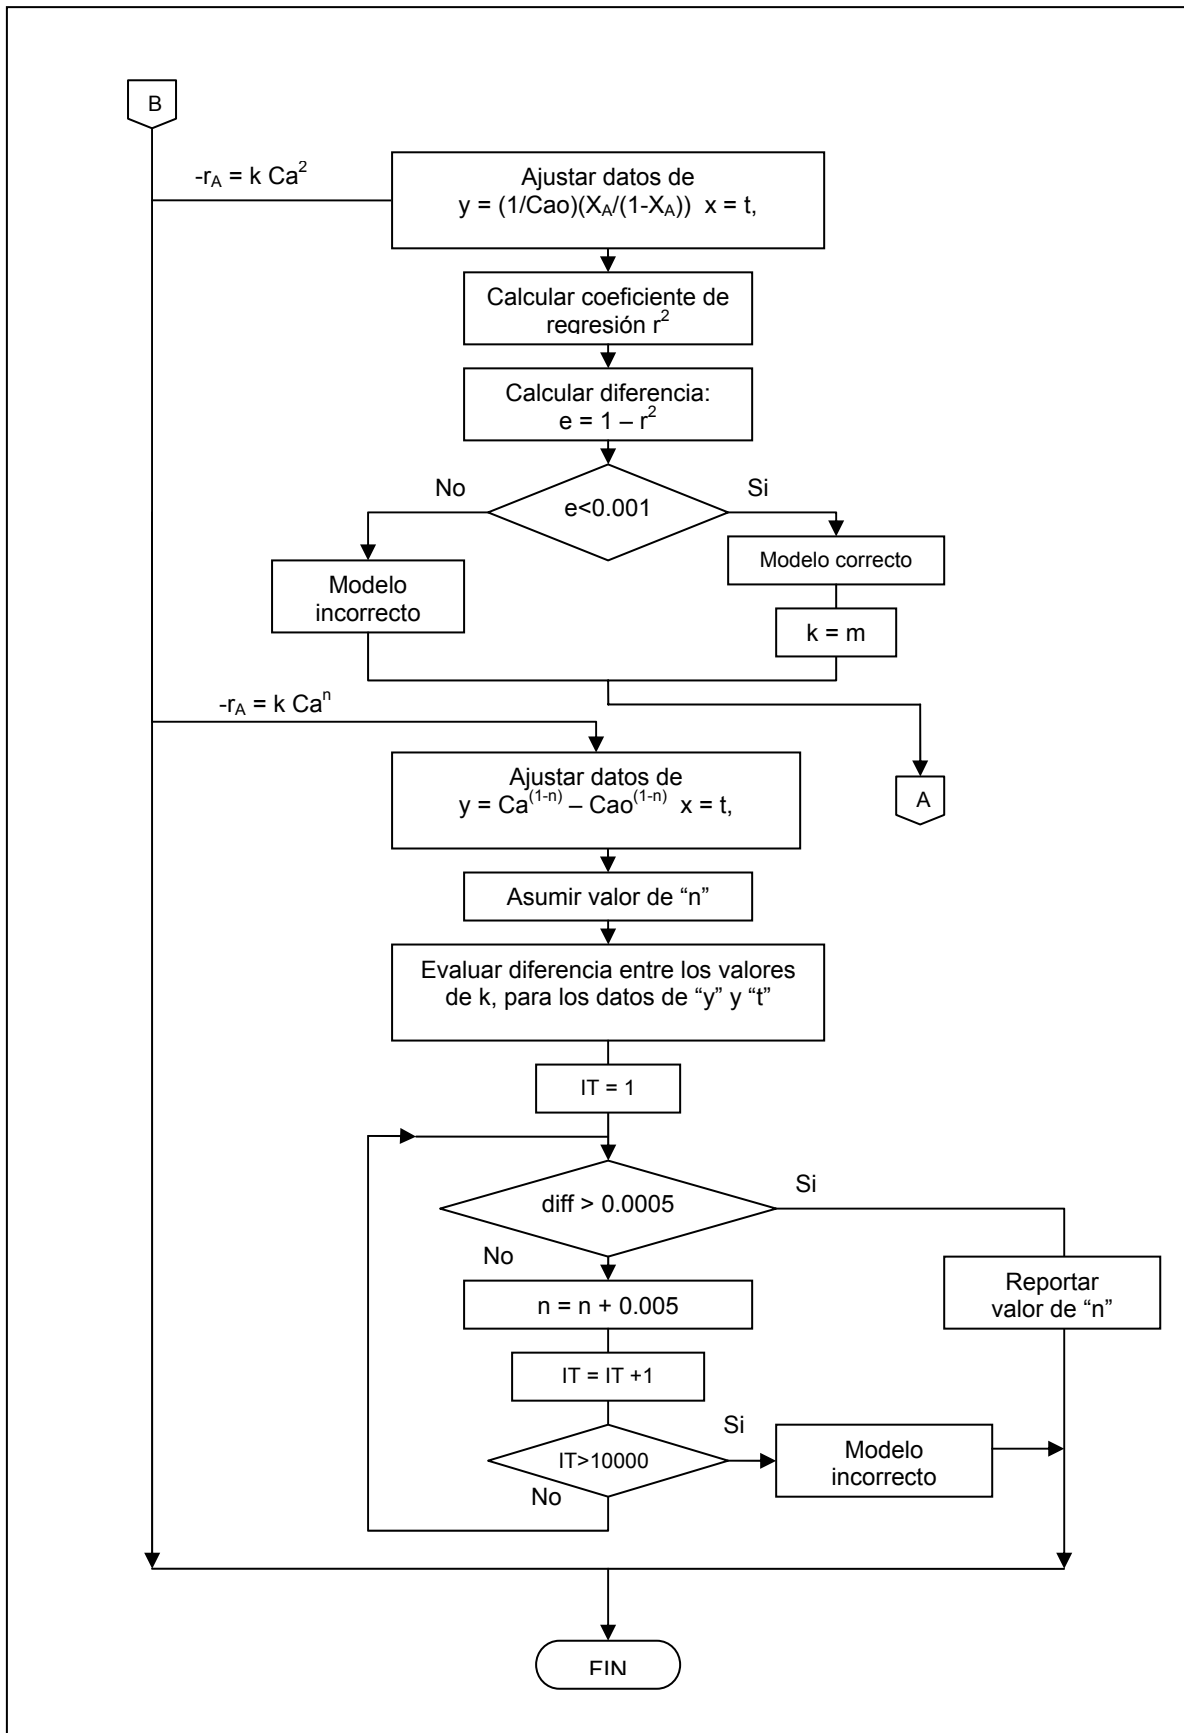 B
-rA = k Ca²
Ajustar datos de
y = (1/Cao)(XA/(1-XA)) x = t,
Calcular coeficiente de
regresión r²
Calcular diferencia:
e = 1 – r²
No
e<0.001
Si
Modelo
incorrecto
Modelo correcto
k = m
-rA = k Caⁿ
Ajustar datos de
y = Ca^(1-n) – Cao^(1-n) x = t,
A
Asumir valor de “n”
Evaluar diferencia entre los valores
de k, para los datos de “y” y “t”
IT = 1
diff > 0.0005
Si
No
n = n + 0.005
Reportar
valor de “n”
IT = IT +1
IT>10000
Si
No
Modelo
incorrecto
FIN